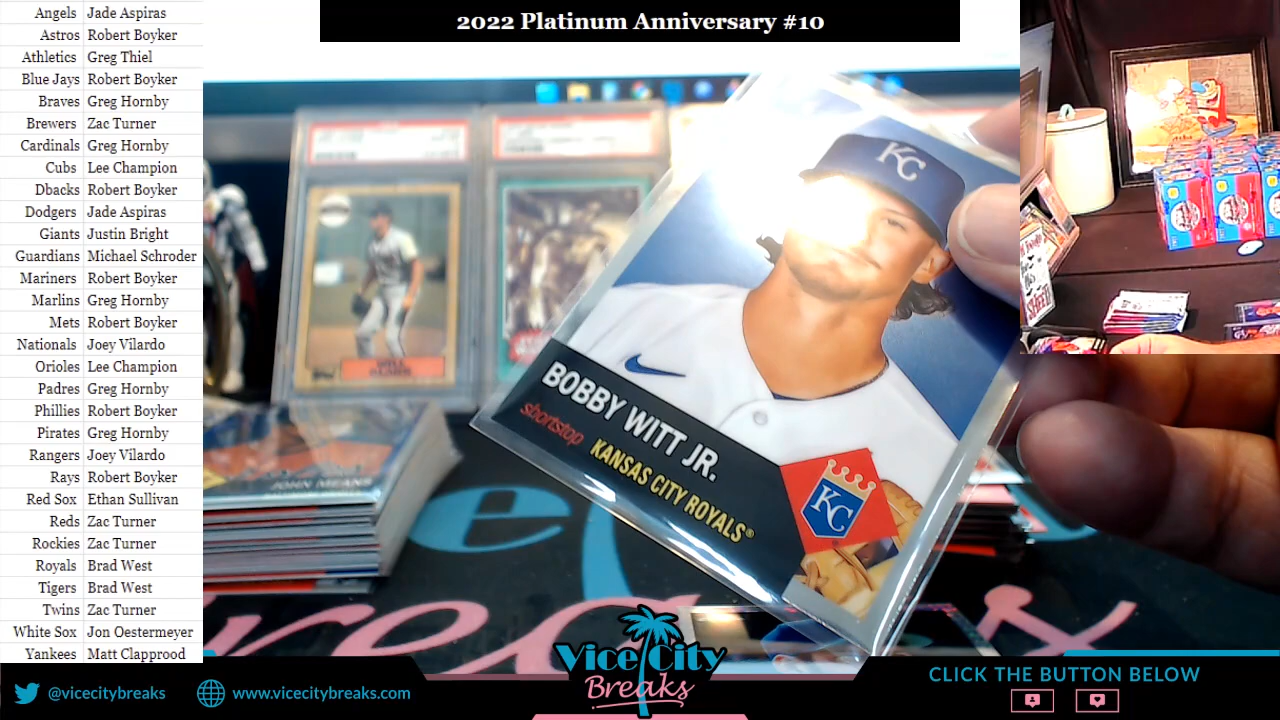 2022 Platinum Anniversary #10
Angels Jade Aspiras
Astros Robert Boyker
Athletics Greg Thiel
Blue Jays Robert Boyker
Braves Greg Hornby
Brewers Zac Turner
Cardinals Greg Hornby
Cubs Lee Champion
Dbacks Robert Boyker
Dodgers Jade Aspiras
Giants Justin Bright
Guardians Michael Schroder
Mariners Robert Boyker
Marlins Greg Hornby
Mets Robert Boyker
Nationals Joey Vilardo
Orioles Lee Champion
Padres Greg Hornby
Phillies Robert Boyker
Pirates Greg Hornby
Rangers Joey Vilardo
Rays Robert Boyker
Red Sox Ethan Sullivan
Reds Zac Turner
Rockies Zac Turner
Royals Brad West
Tigers Brad West
Twins Zac Turner
White Sox Jon Oestermeyer
Yankees Matt Clapprood
KC
BOBBY WITT JR.
shortstop
KANSAS CITY ROYALS®
KC
JOHN MEANS
Vice City
Breaks
@vicecitybreaks
www.vicecitybreaks.com
CLICK THE BUTTON BELOW